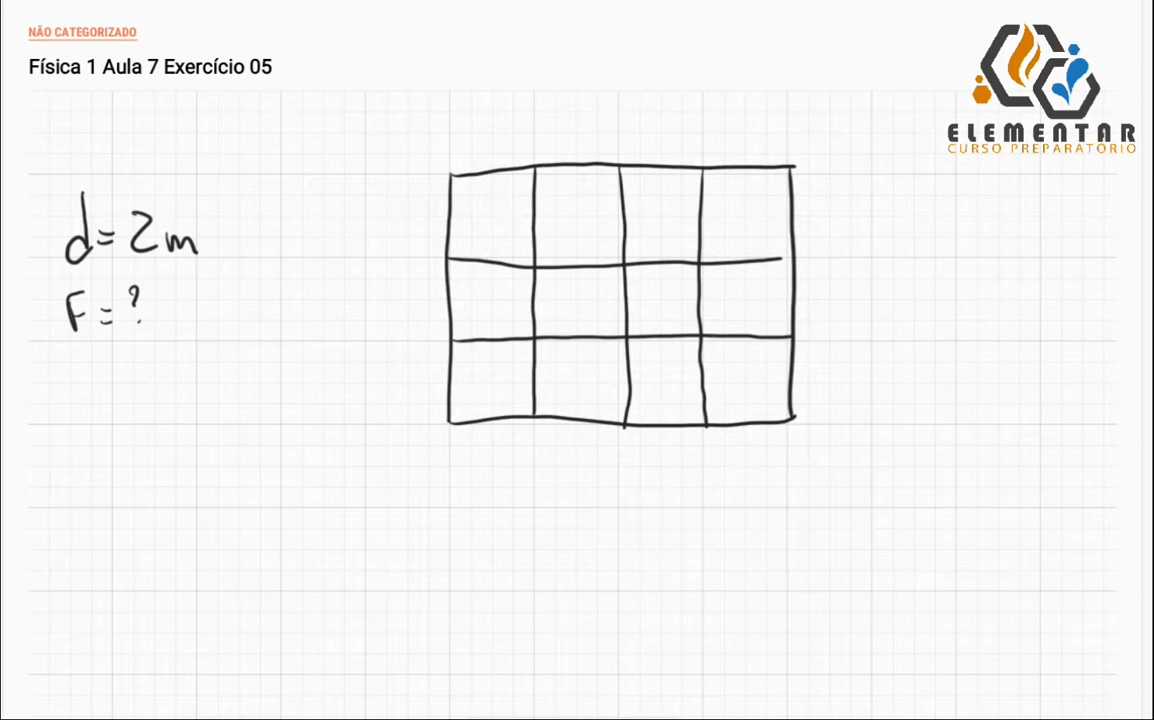 NÃO CATEGORIZADO
Física 1 Aula 7 Exercício 05
ELEMENTAR
CURSO PREPARATÓRIO
d = 2m
F = ?